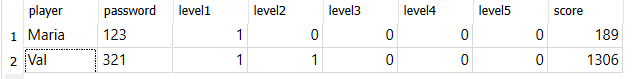 player password level1 level2 level3 level4 level5 score
1 Maria 123 1 0 0 0 0 189
2 Val 321 1 1 0 0 0 1306